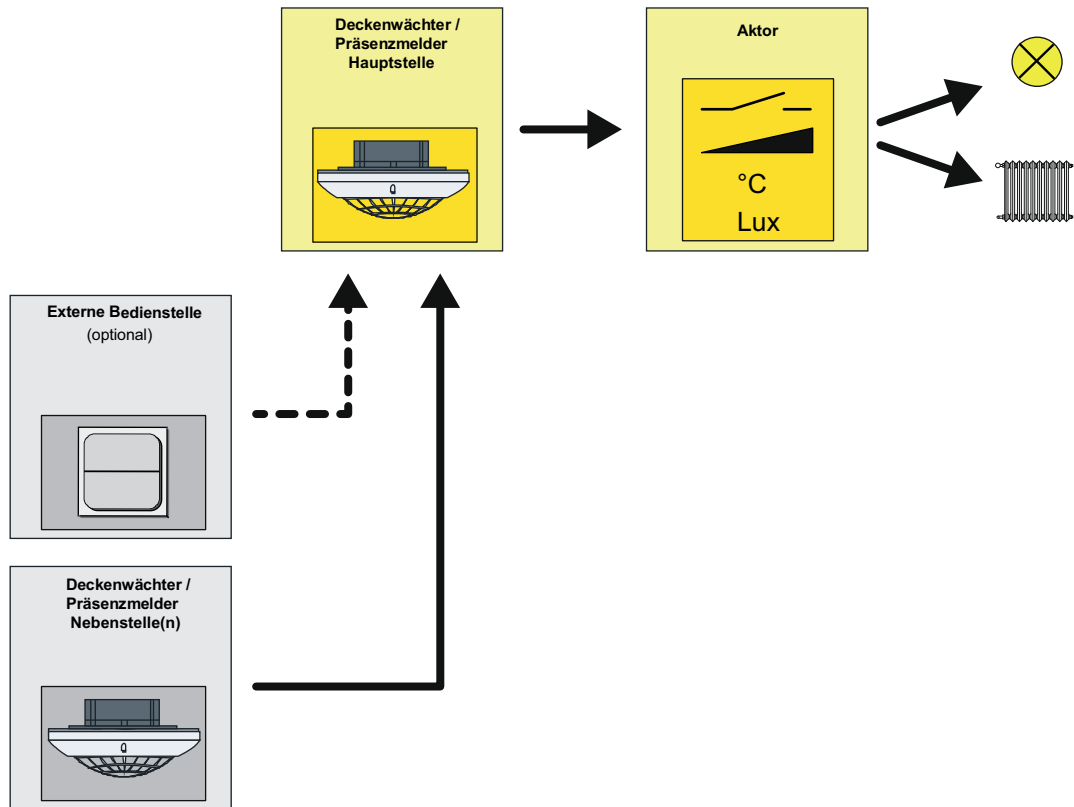 Deckenwächter /
Präsenzmelder
Hauptstelle
Aktor
°C
Lux
Externe Bedienstelle
(optional)
Deckenwächter /
Präsenzmelder
Nebenstelle(n)